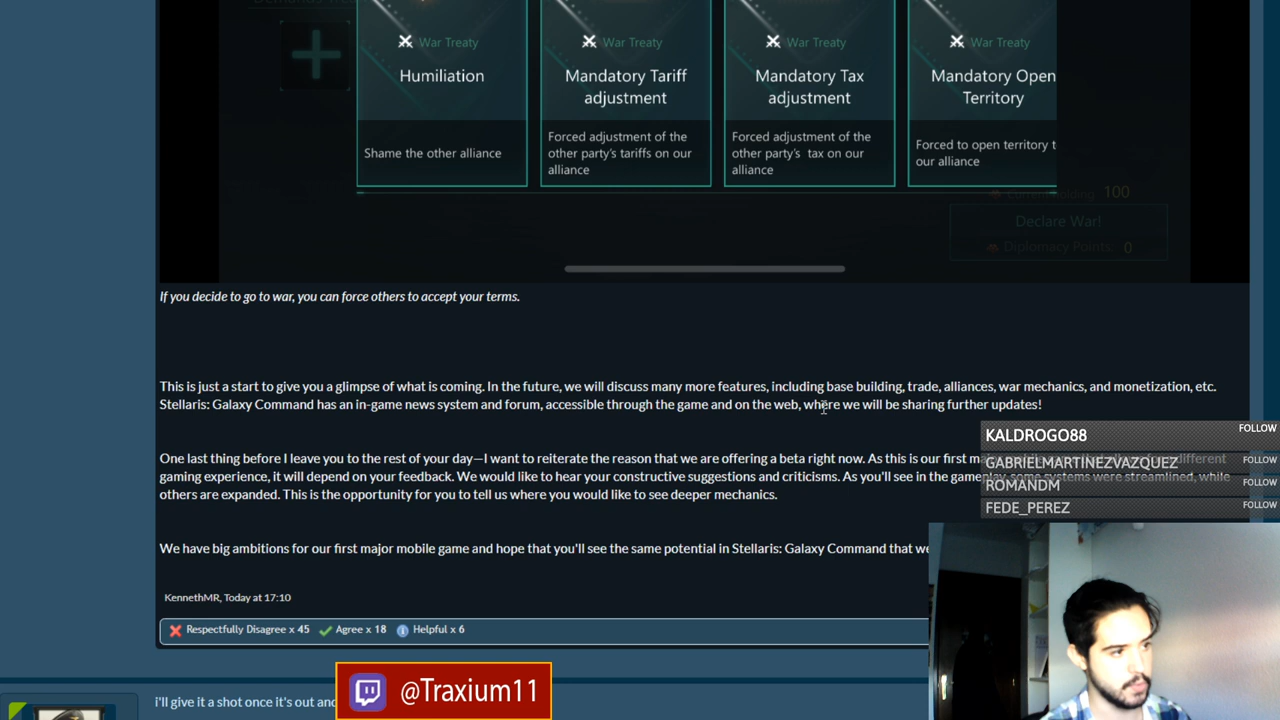 War Treaty
War Treaty
War Treaty
War Treaty
Humiliation
Mandatory Tariff
adjustment
Mandatory Tax
adjustment
Mandatory Open
Territory
Shame the other alliance
Forced adjustment of the
other party's tariffs on our
alliance
Forced adjustment of the
other party's tax on our
alliance
Forced to open territory t
our alliance
100
Declare War!
Diplomacy Points 0
If you decide to go to war, you can force others to accept your terms.
This is just a start to give you a glimpse of what is coming. In the future, we will discuss many more features, including base building, trade, alliances, war mechanics, and monetization, etc.
Stellaris: Galaxy Command has an in-game news system and forum, accessible through the game and on the web, where we will be sharing further updates!
One last thing before I leave you to the rest of your day—I want to reiterate the reason that we are offering a beta right now. As this is our first m
gaming experience, it will depend on your feedback. We would like to hear your constructive suggestions and criticisms. As you'll see in the game
others are expanded. This is the opportunity for you to tell us where you would like to see deeper mechanics.
different
systems were streamlined, while
We have big ambitions for our first major mobile game and hope that you'll see the same potential in Stellaris: Galaxy Command that we
KennethMR, Today at 17:10
Respectfully Disagree x 45 Agree x 18 Helpful x 6
KALDROGO88 FOLLOW
GABRIELMARTINEZVAZQUEZ FOLLOW
ROMANDM FOLLOW
FEDE_PEREZ FOLLOW
@Traxium11
i'll give it a shot once it's out and